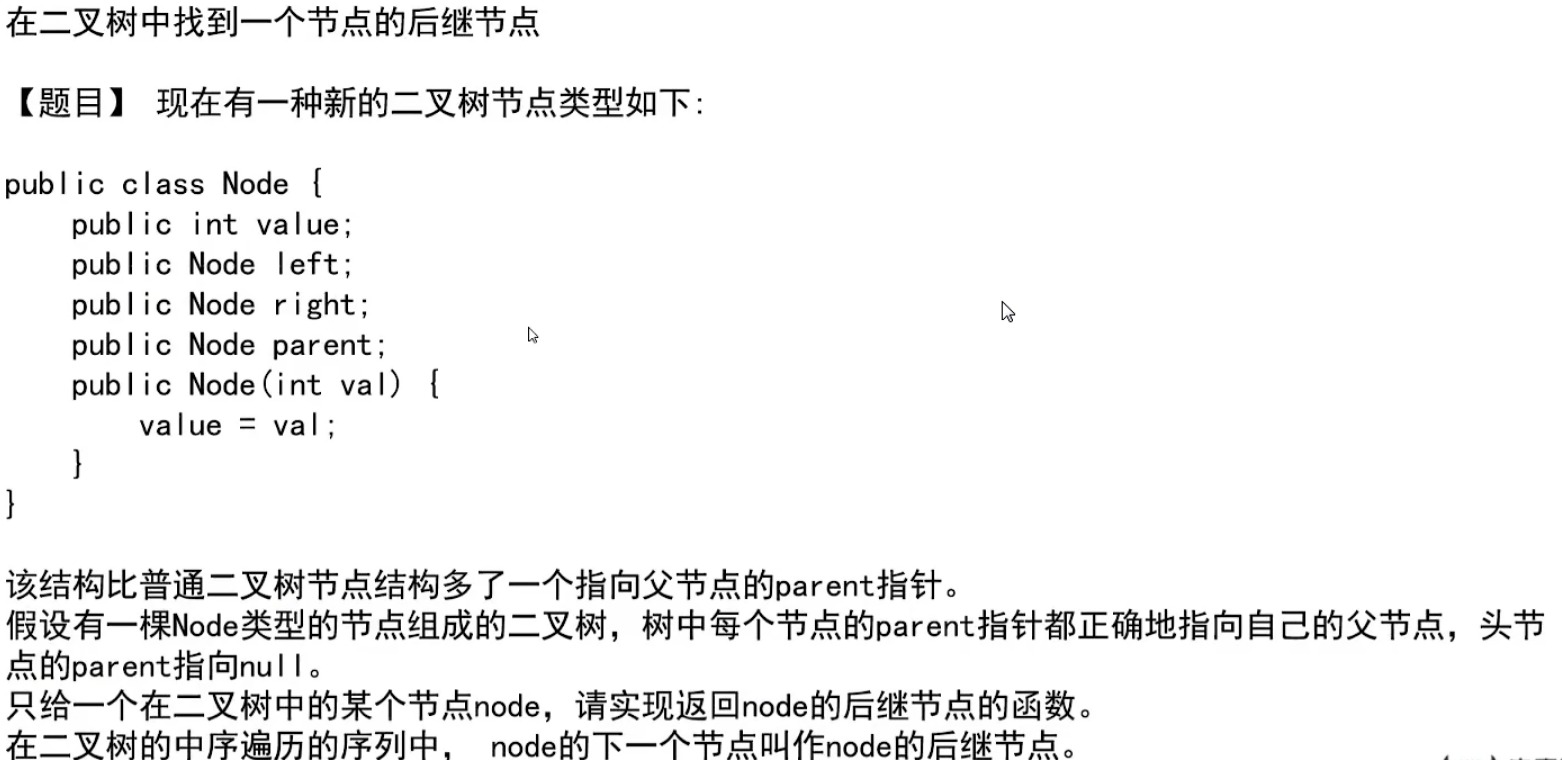 在二叉树中找到一个节点的后继节点
【题目】 现在有一种新的二叉树节点类型如下:
public class Node {
    public int value;
    public Node left;
    public Node right;
    public Node parent;
    public Node(int val) {
        value = val;
    }
}
该结构比普通二叉树节点结构多了一个指向父节点的parent指针。
假设有一棵Node类型的节点组成的二叉树，树中每个节点的parent指针都正确地指向自己的父节点，头节
点的parent指向null。
只给一个在二叉树中的某个节点node，请实现返回node的后继节点的函数。
在二叉树的中序遍历的序列中， node的下一个节点叫作node的后继节点。